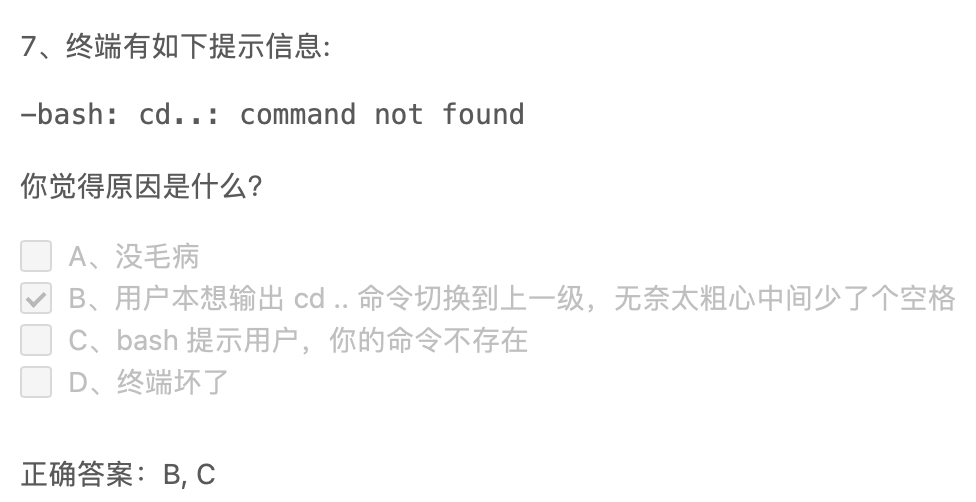 7、终端有如下提示信息:
-bash: cd..: command not found
你觉得原因是什么?
A、没毛病
B、用户本想输出 cd .. 命令切换到上一级，无奈太粗心中间少了个空格
C、bash 提示用户，你的命令不存在
D、终端坏了
正确答案：B, C